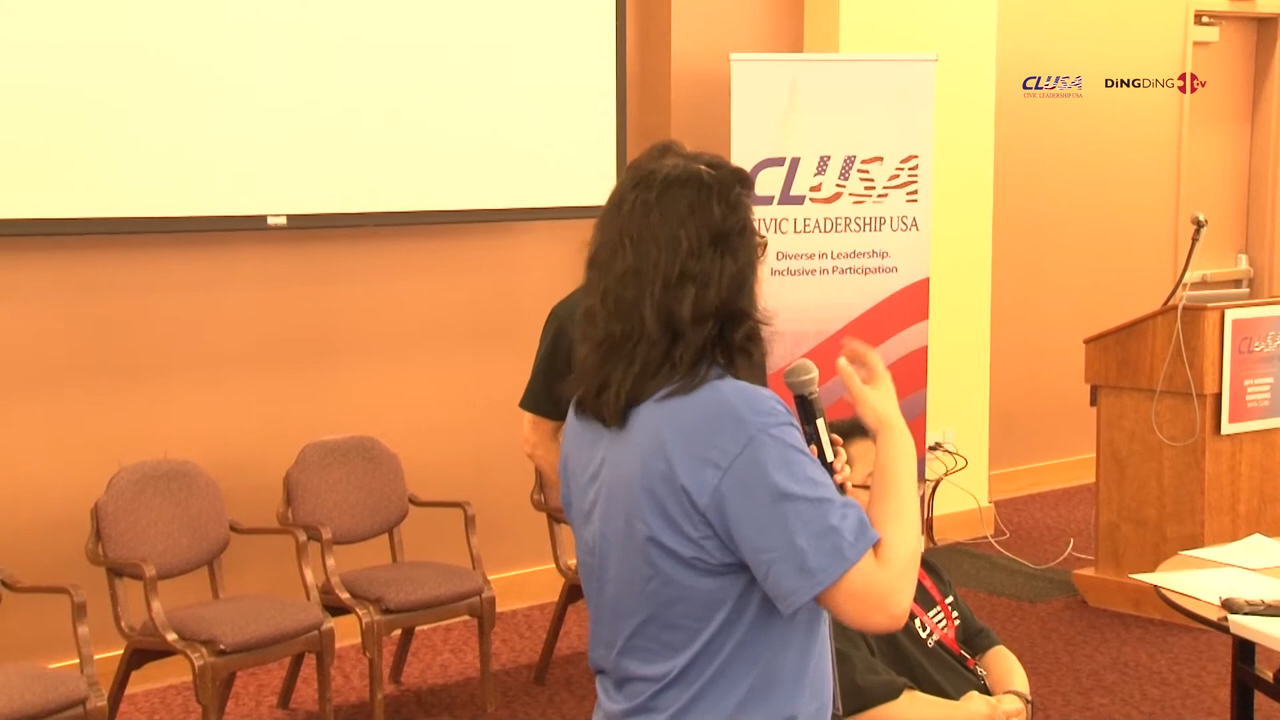 CLUSA
CIVIC LEADERSHIP USA
DiNGDiNG tv
CLUSA
CIVIC LEADERSHIP USA
Diverse in Leadership.
Inclusive in Participation